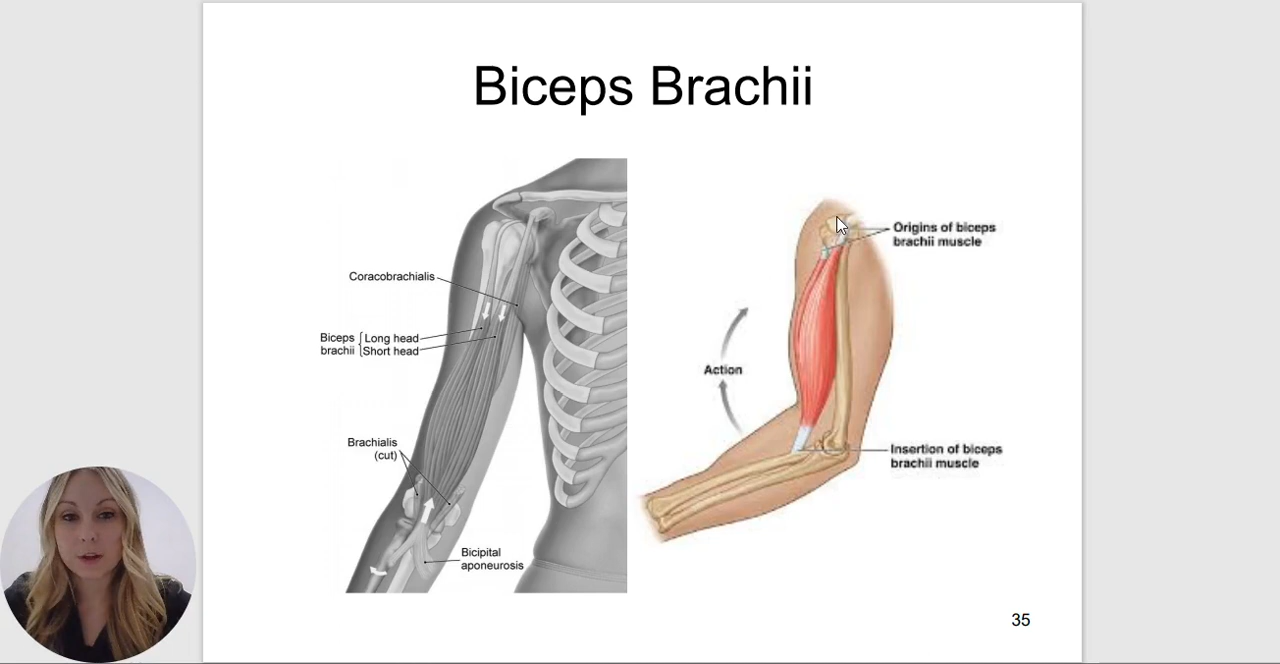 Biceps Brachii
Coracobrachialis
Biceps
brachii
Long head
Short head
Brachialis
(cut)
Bicipital
aponeurosis
Origins of biceps
brachii muscle
Action
Insertion of biceps
brachii muscle
35